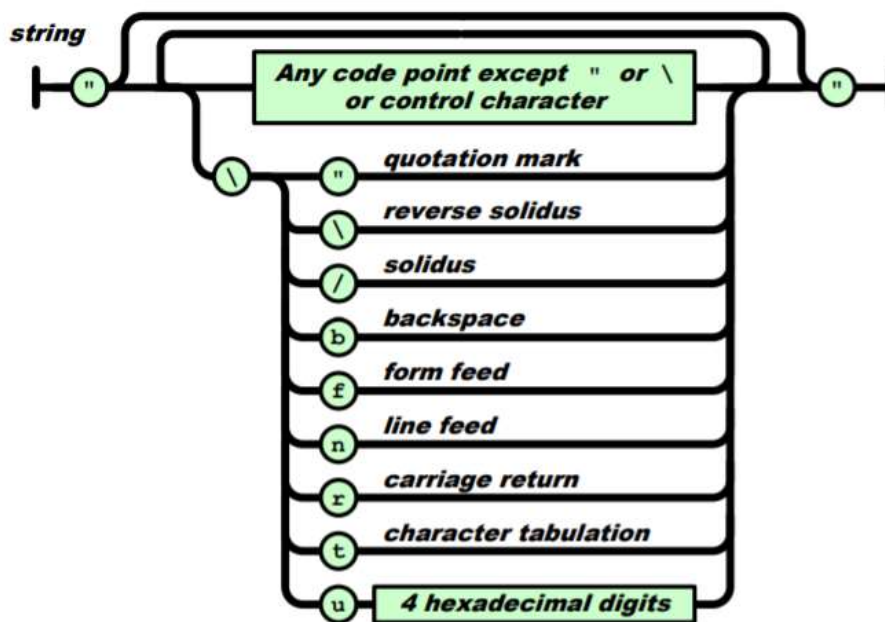 string
" Any code point except " or \ "
or control character
\ " quotation mark
\ reverse solidus
/ solidus
b backspace
f form feed
n line feed
r carriage return
t character tabulation
u 4 hexadecimal digits